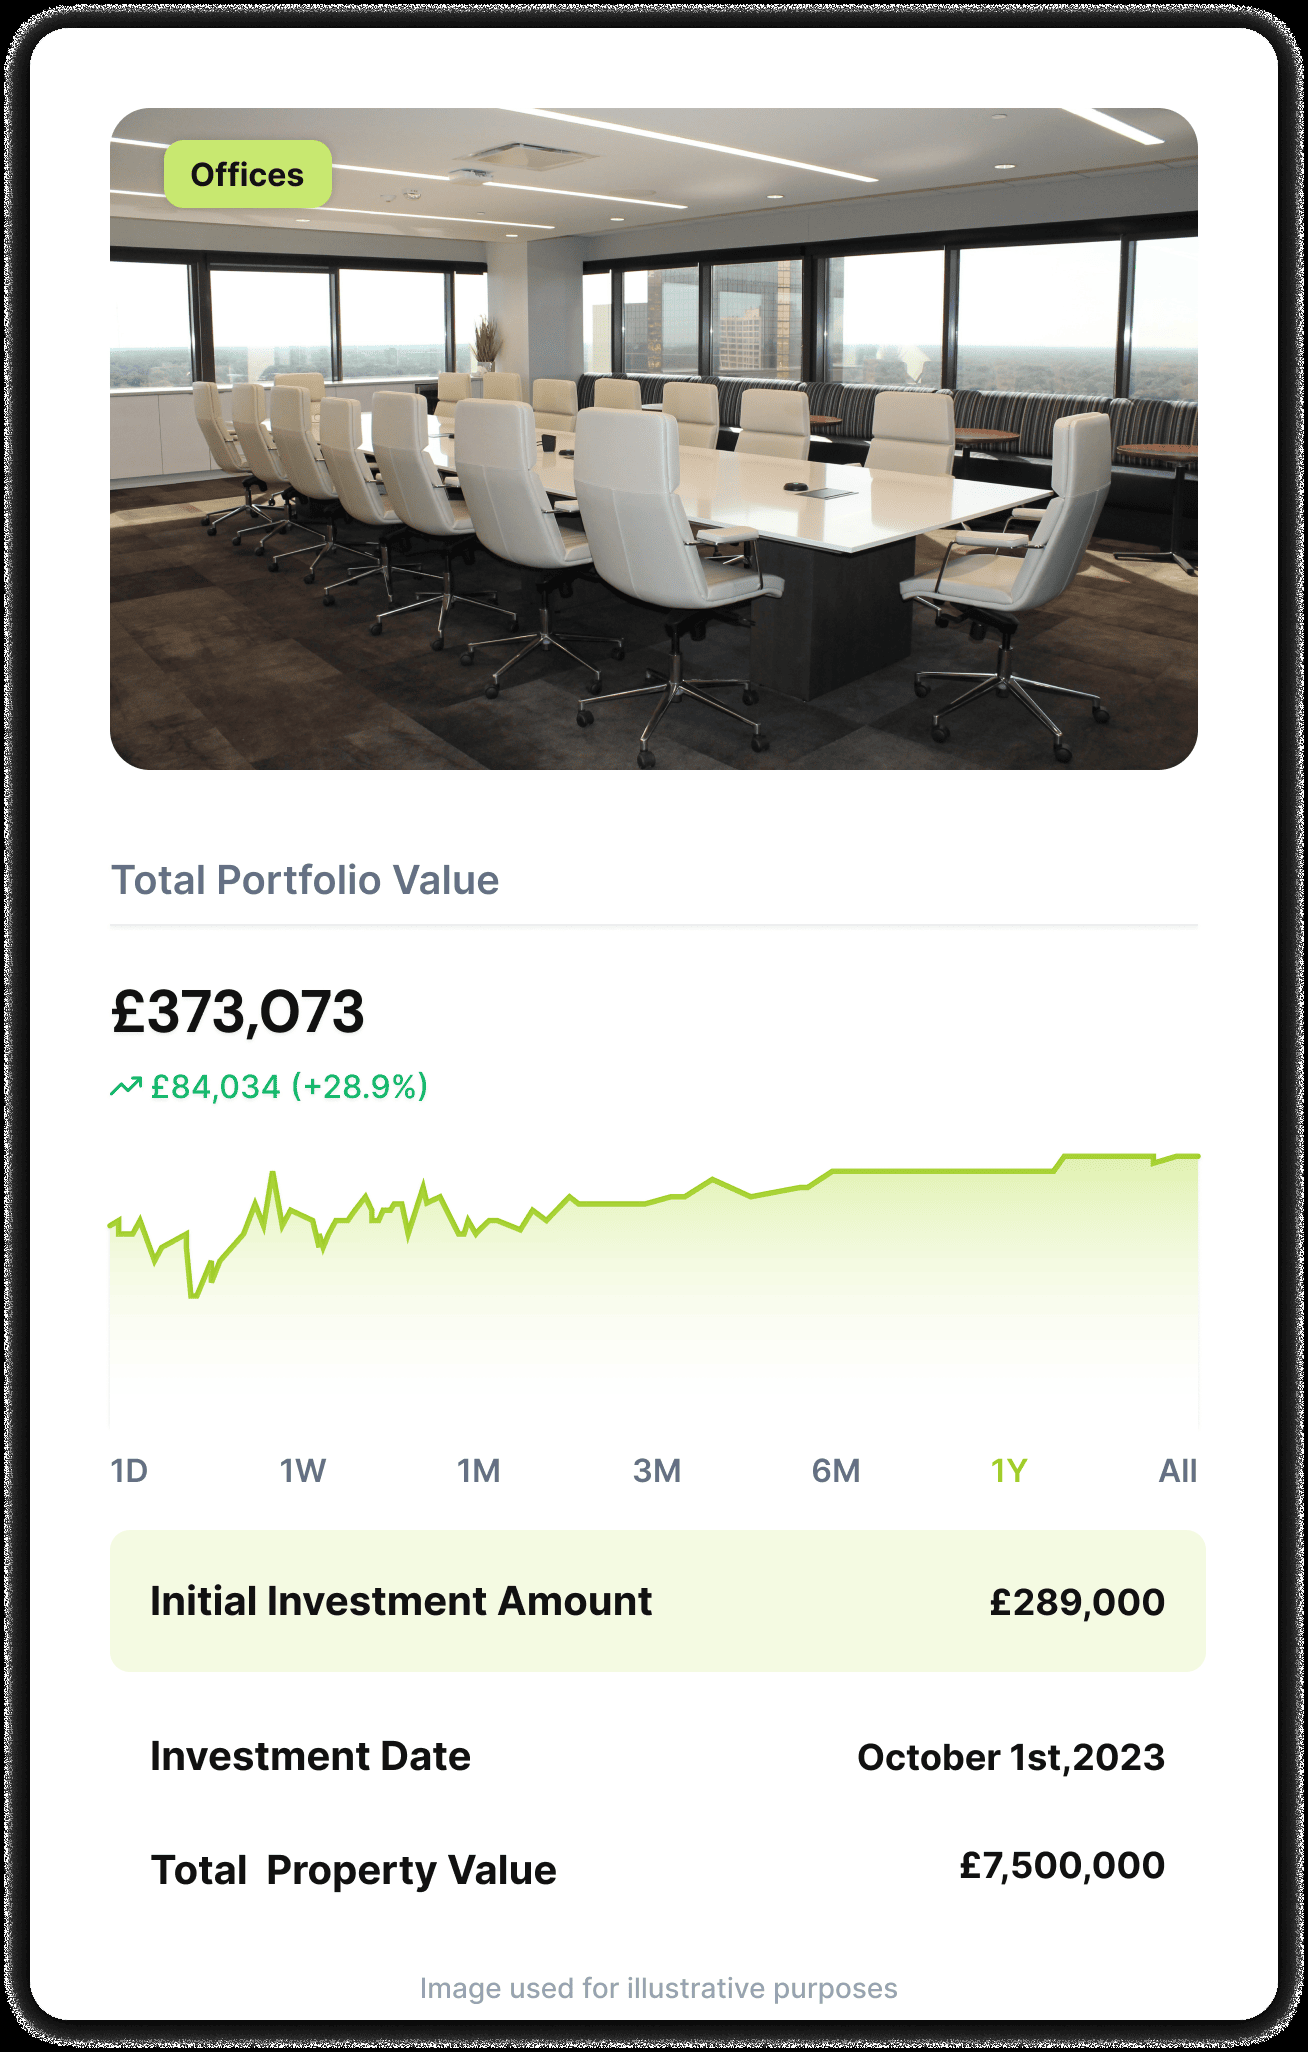 Offices
Total Portfolio Value
£373,073
£84,034 (+28.9%)
1D 1W 1M 3M 6M 1Y All
Initial Investment Amount £289,000
Investment Date October 1st,2023
Total Property Value £7,500,000
Image used for illustrative purposes